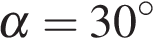 α = 30°